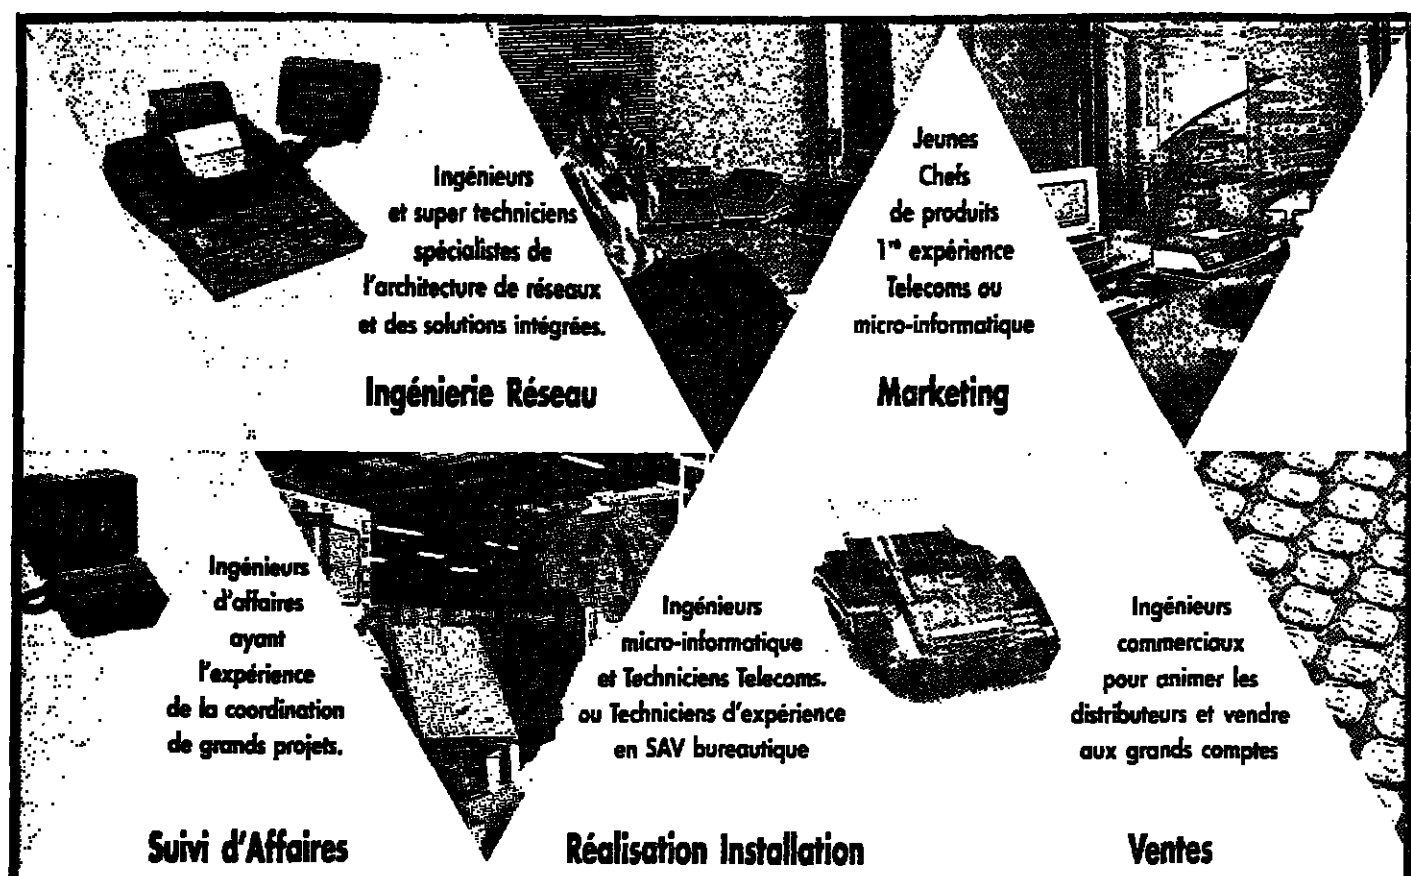 Ingénieurs
et super techniciens
spécialistes de
l'architecture de réseaux
et des solutions intégrées.
Ingénierie Réseau
Jeunes
Chefs
de produits
1re expérience
Telecoms ou
micro-informatique
Marketing
Ingénieurs
d'affaires
ayant
l'expérience
de la coordination
de grands projets.
Suivi d'Affaires
Ingénieurs
micro-informatique
et Techniciens Telecoms.
ou Techniciens d'expérience
en SAV bureautique
Réalisation Installation
Ingénieurs
commerciaux
pour animer les
distributeurs et vendre
aux grands comptes
Ventes